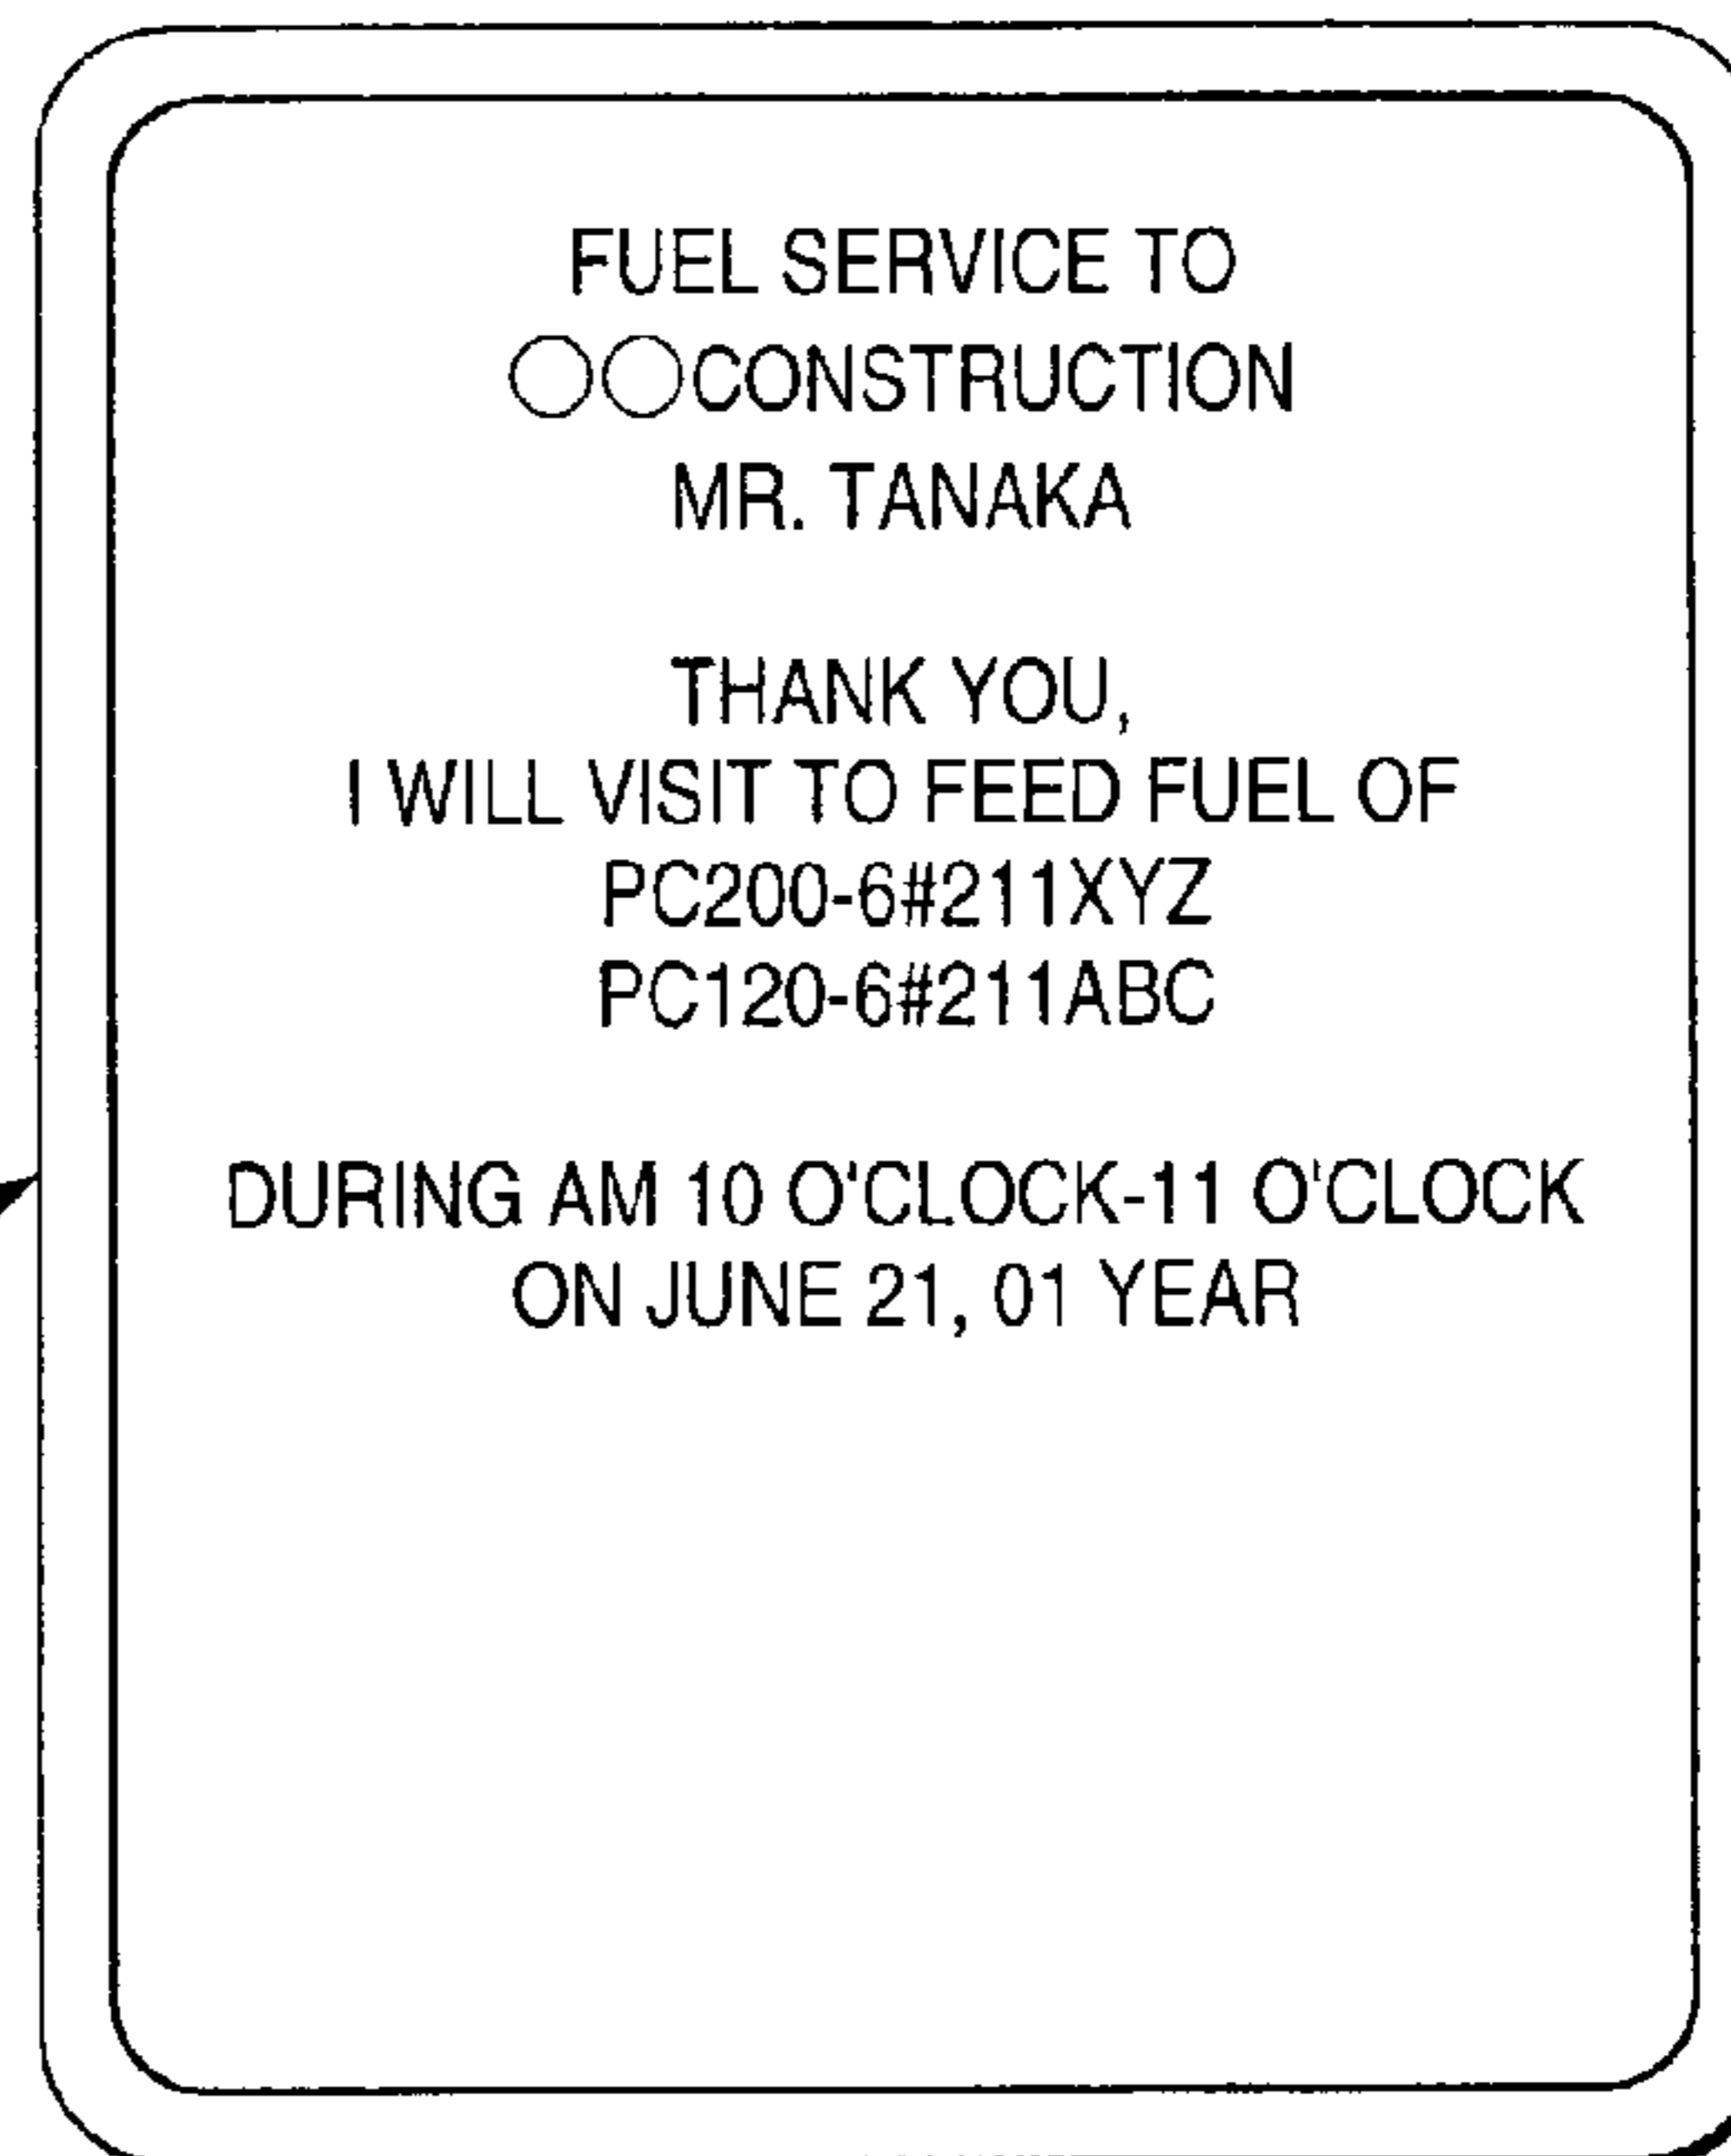 FUEL SERVICE TO
○○CONSTRUCTION
MR. TANAKA
THANK YOU,
I WILL VISIT TO FEED FUEL OF
PC200-6#211XYZ
PC120-6#211ABC
DURING AM 10 O'CLOCK-11 O'CLOCK
ON JUNE 21, 01 YEAR